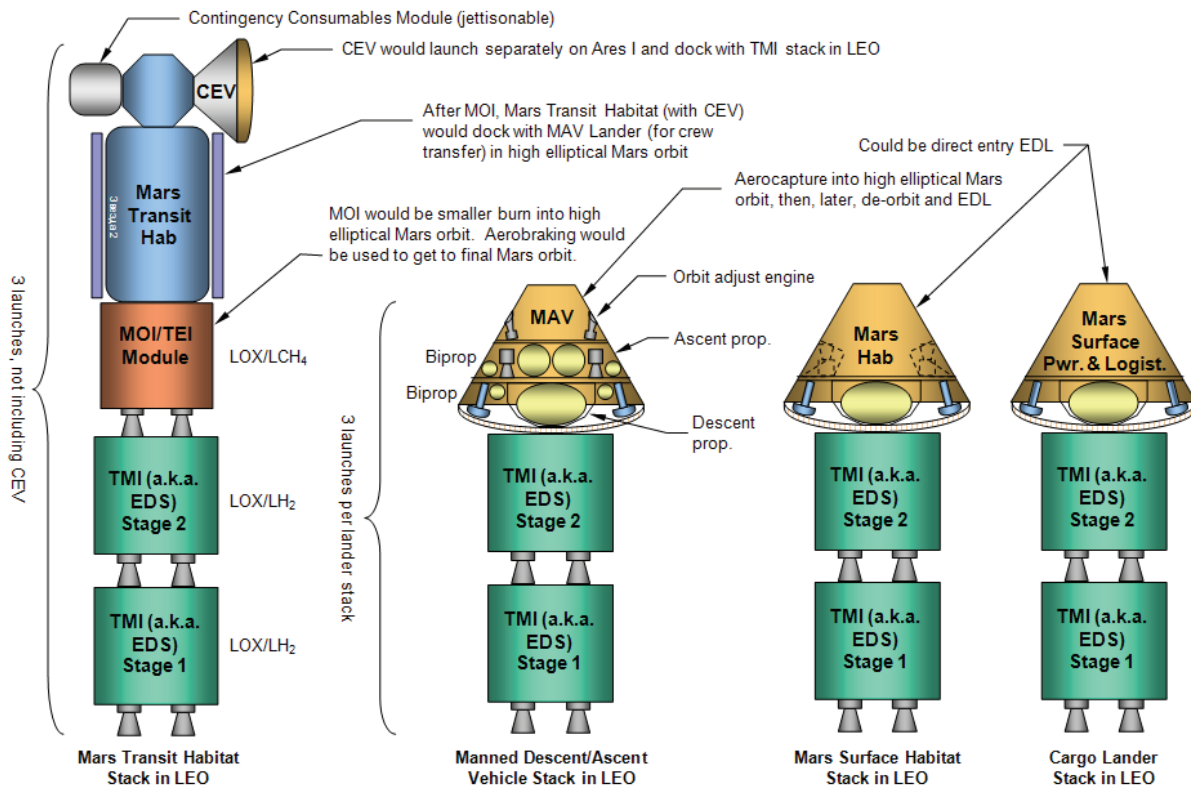 Contingency Consumables Module (jettisonable)
CEV would launch separately on Ares I and dock with TMI stack in LEO
CEV
After MOI, Mars Transit Habitat (with CEV)
would dock with MAV Lander (for crew
transfer) in high elliptical Mars orbit
Could be direct entry EDL
Aerocapture into high elliptical Mars
orbit, then, later, de-orbit and EDL
Mars
Transit
Hab
MOI would be smaller burn into high
elliptical Mars orbit. Aerobraking would
be used to get to final Mars orbit.
Orbit adjust engine
3 launches, not including CEV
MOI/TEI
Module
LOX/LCH4
MAV
Ascent prop.
Biprop
Biprop
Descent
prop.
Mars
Hab
Mars
Surface
Pwr. & Logist.
3 launches per lander stack
TMI (a.k.a.
EDS)
Stage 2
LOX/LH2
TMI (a.k.a.
EDS)
Stage 2
TMI (a.k.a.
EDS)
Stage 2
TMI (a.k.a.
EDS)
Stage 2
TMI (a.k.a.
EDS)
Stage 1
LOX/LH2
TMI (a.k.a.
EDS)
Stage 1
TMI (a.k.a.
EDS)
Stage 1
TMI (a.k.a.
EDS)
Stage 1
Mars Transit Habitat
Stack in LEO
Manned Descent/Ascent
Vehicle Stack in LEO
Mars Surface Habitat
Stack in LEO
Cargo Lander
Stack in LEO